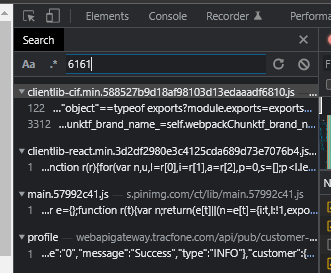 Elements Console Recorder
Search
Aa .* 6161
clientlib-cif.min.588527b9d18af98103d13edaaadf6810.js
122 ..."object"==typeof exports?module.exports=exports...
3312 ...unktf_brand_name_=self.webpackChunktf_brand_n...
clientlib-react.min.3d2df2980e3c4125cda689d73e7076b4.j...
1 ...nction r(r){for(var n,u,l=r[0],i=r[1],a=r[2],p=0,s=[];p<l.le...
main.57992c41.js — s.pinimg.com/ct/lib/main.57992c41.js
1 ...r e={};function r(t){var n;return(e[t]||(n=e[t]={i:t,l:!1,expo...
profile — webapigateway.tracfone.com/api/pub/customer-...
1 ...e":"0","message":"Success","type":"INFO"},"customer":{...